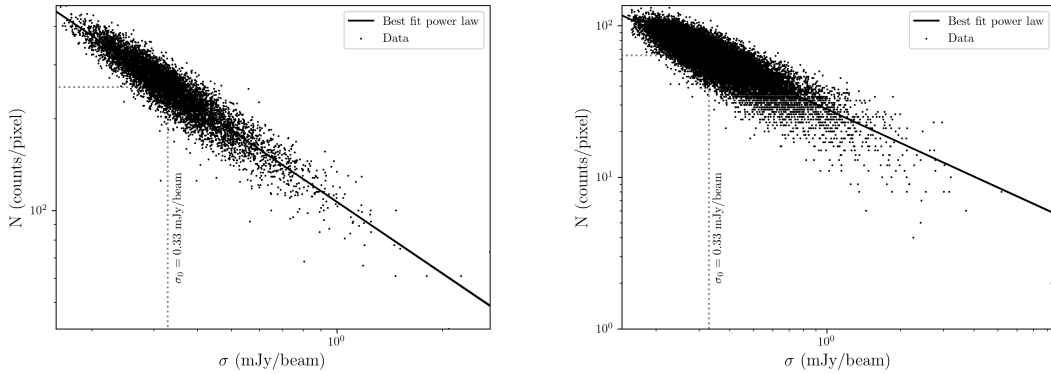 Best fit power law
Data
N (counts/pixel)
10²
σ₀ = 0.33 mJy/beam
10⁰
σ (mJy/beam)
Best fit power law
Data
N (counts/pixel)
10²
10¹
10⁰
σ₀ = 0.33 mJy/beam
10⁰
σ (mJy/beam)